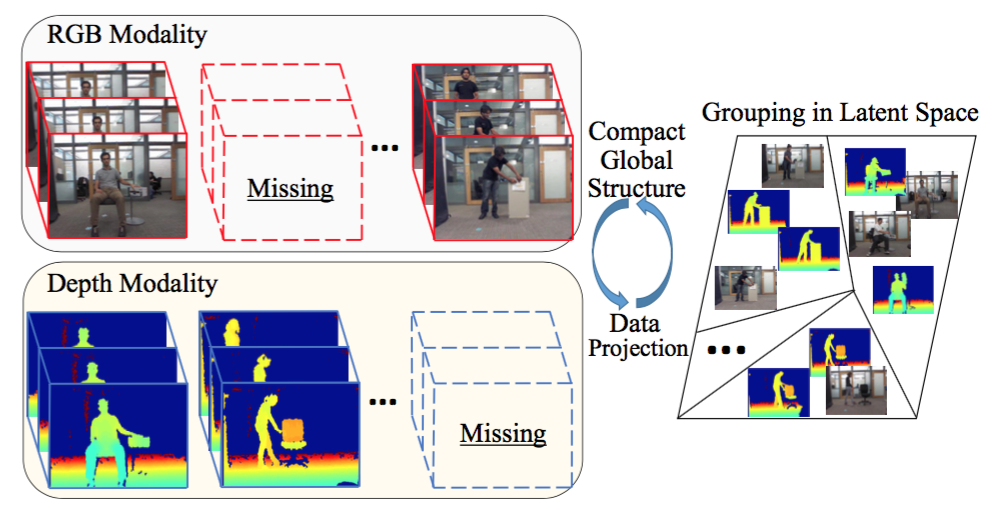 RGB Modality
Missing
...
Depth Modality
...
Missing
Compact
Global
Structure
Data
Projection
Grouping in Latent Space
...